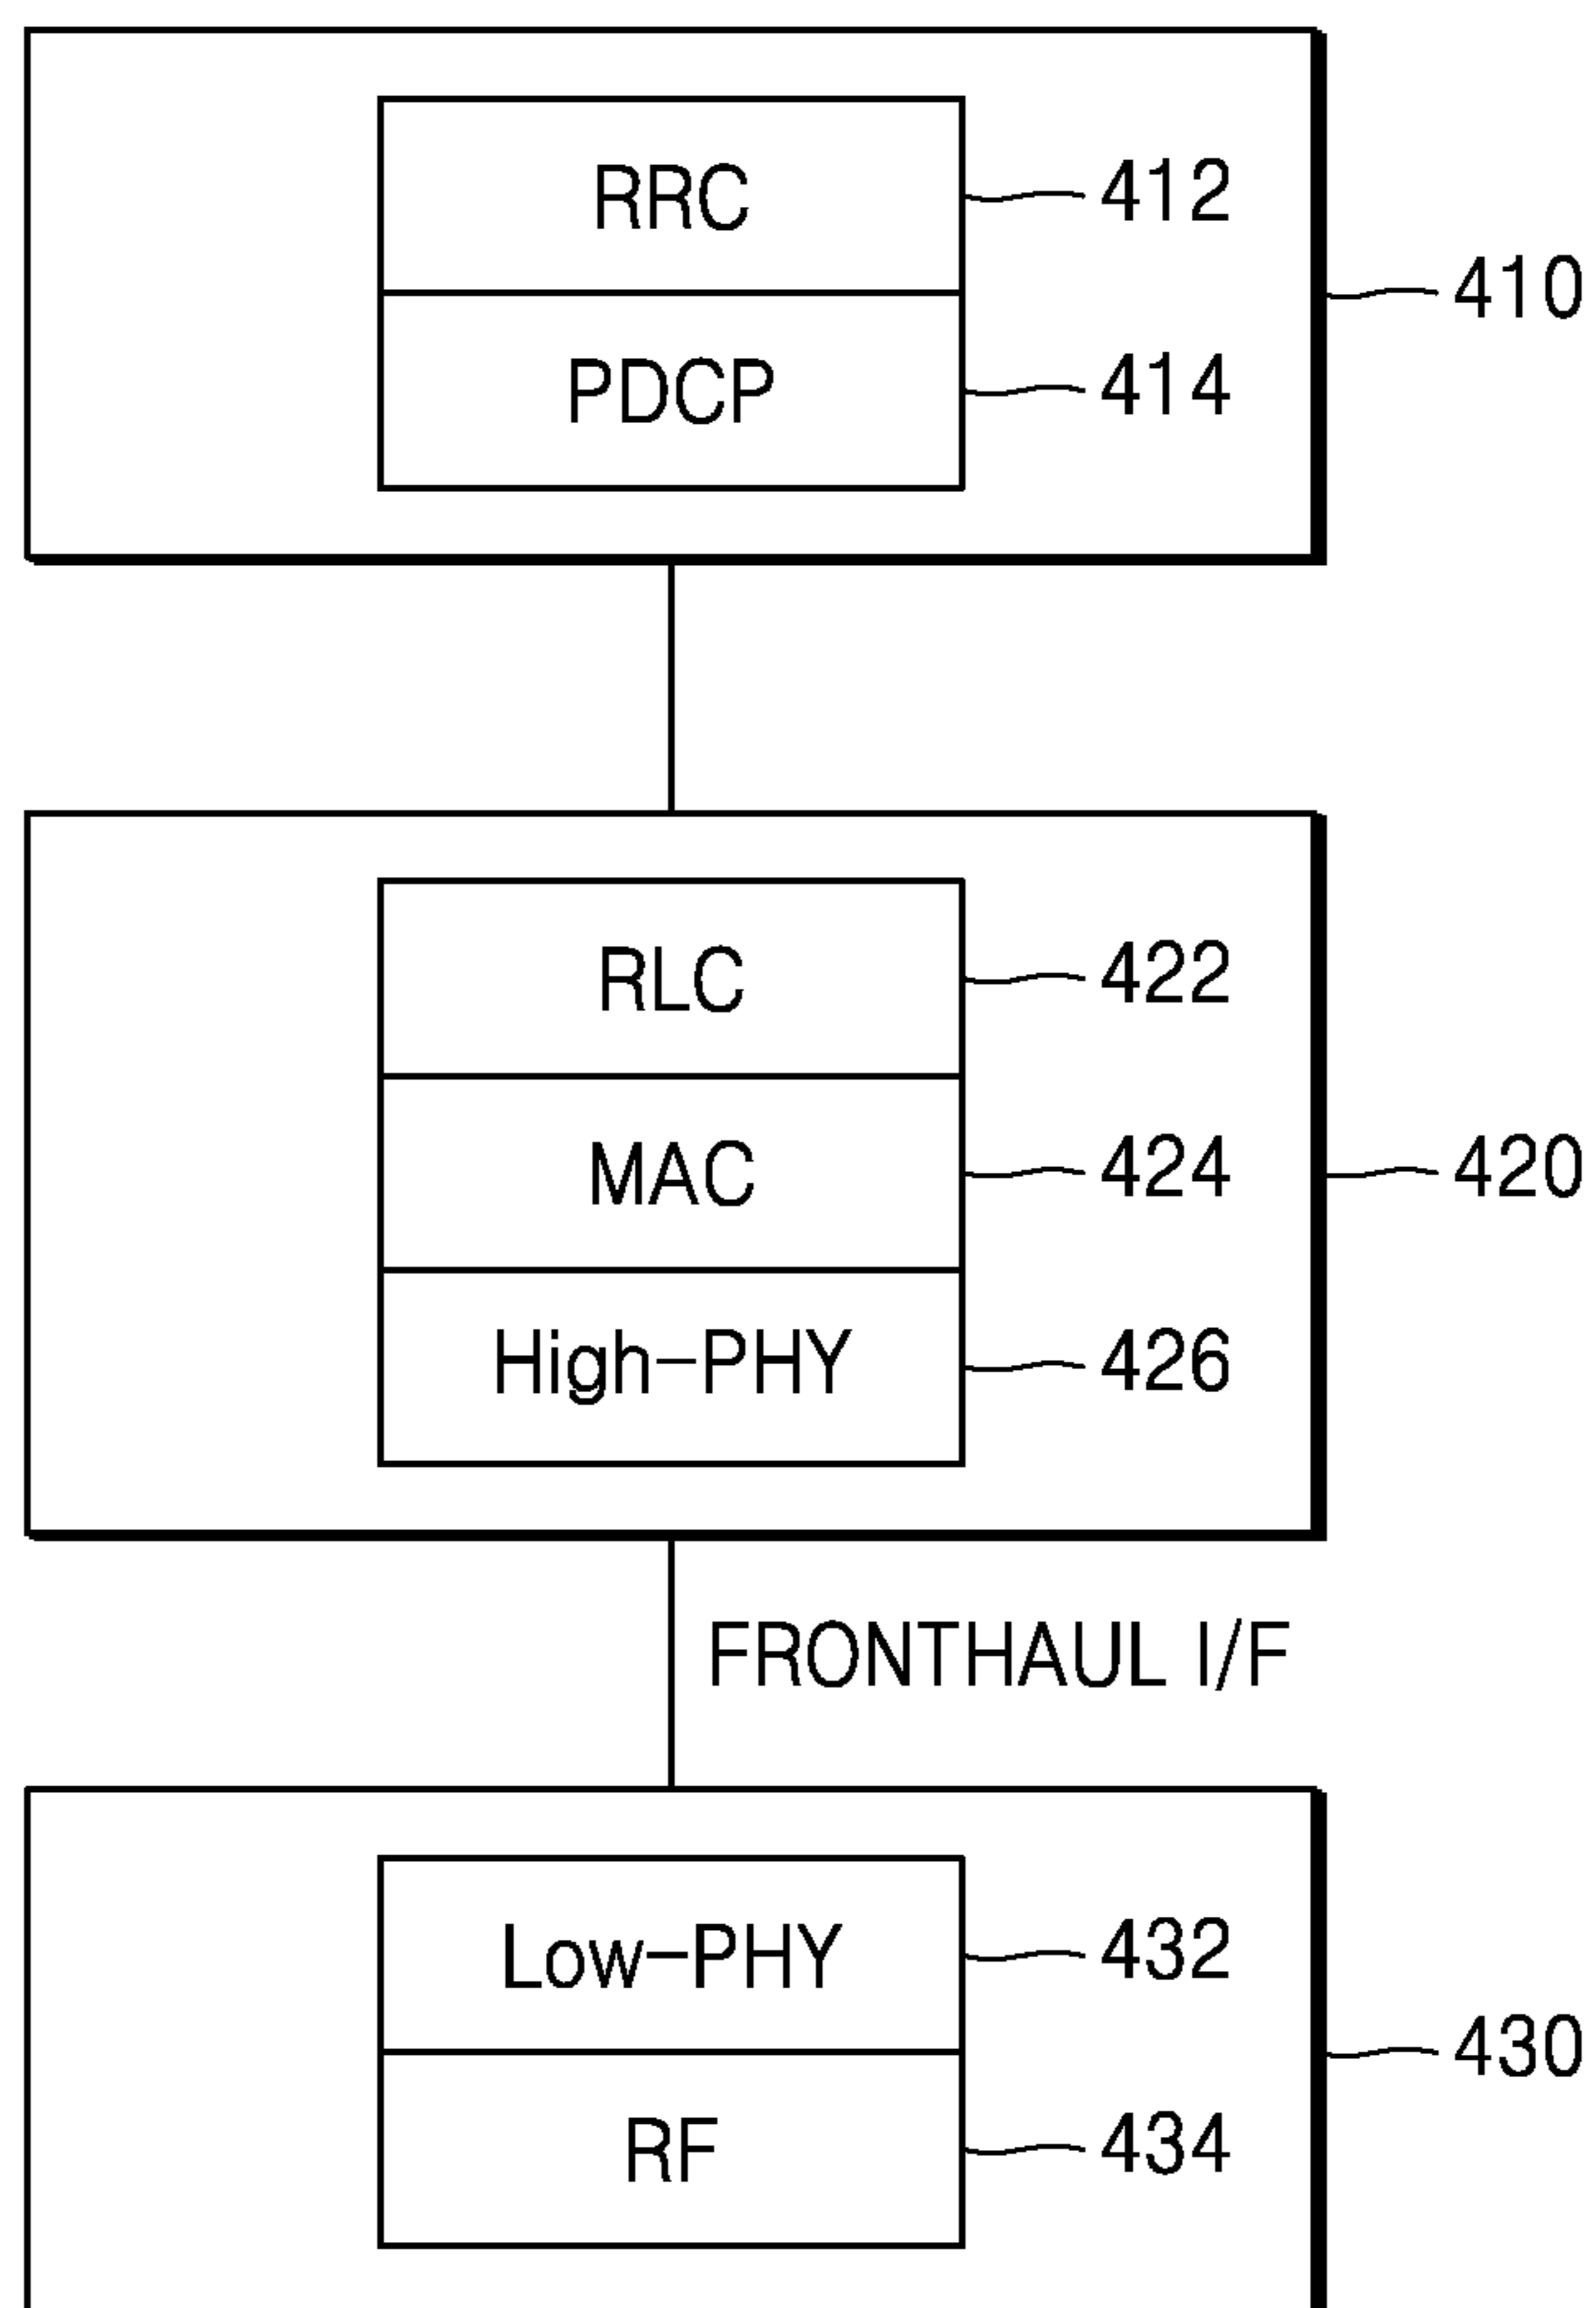 RRC 412
410
PDCP 414
RLC 422
MAC 424 420
High-PHY 426
FRONTHAUL I/F
Low-PHY 432
430
RF 434